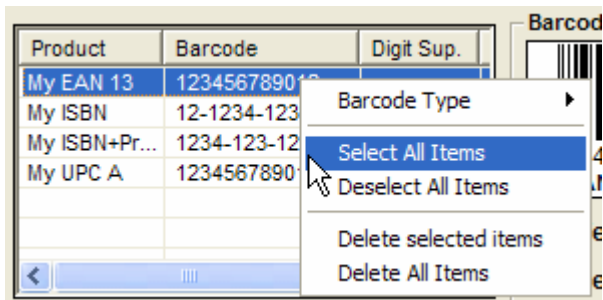 Product Barcode Digit Sup.
My EAN 13 123456789012
My ISBN 12-1234-123
My ISBN+Pr... 1234-123-12
My UPC A 1234567890
Barcod
Barcode Type
Select All Items
Deselect All Items
Delete selected items
Delete All Items